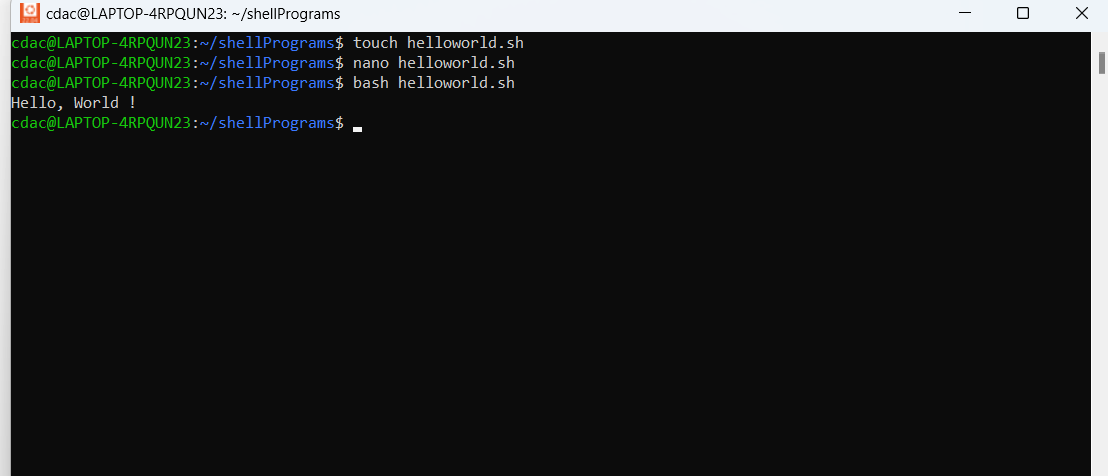 cdac@LAPTOP-4RPQUN23: ~/shellPrograms
cdac@LAPTOP-4RPQUN23:~/shellPrograms$ touch helloworld.sh
cdac@LAPTOP-4RPQUN23:~/shellPrograms$ nano helloworld.sh
cdac@LAPTOP-4RPQUN23:~/shellPrograms$ bash helloworld.sh
Hello, World !
cdac@LAPTOP-4RPQUN23:~/shellPrograms$